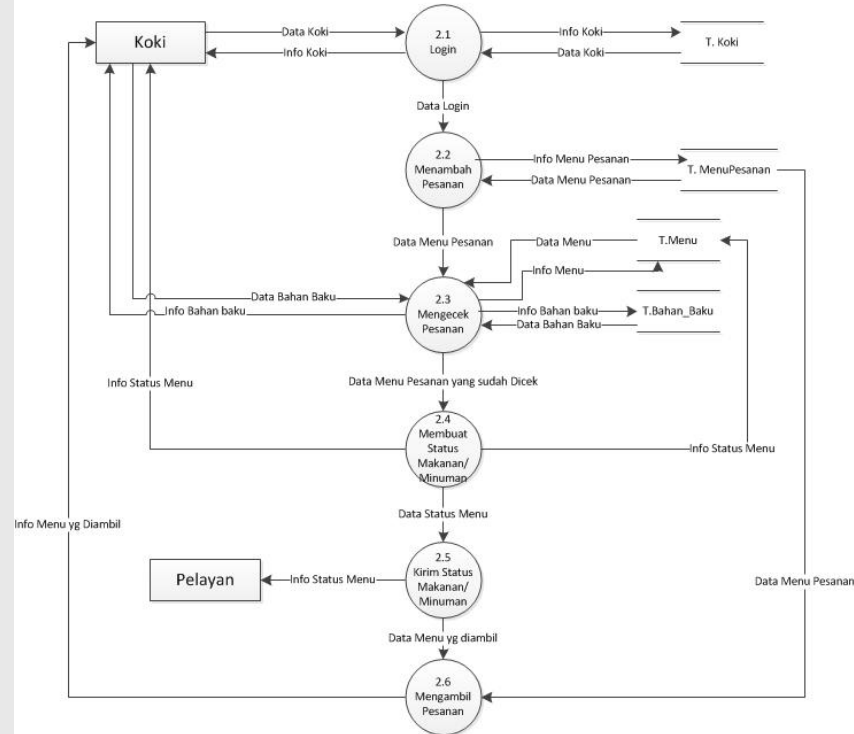 Koki
Data Koki
Info Koki
2.1
Login
Info Koki
Data Koki
T. Koki
Data Login
2.2
Menambah
Pesanan
Info Menu Pesanan
Data Menu Pesanan
T. MenuPesanan
Data Menu Pesanan
Data Menu
T.Menu
Info Menu
Data Bahan Baku
Info Bahan baku
2.3
Mengecek
Pesanan
Info Bahan baku
Data Bahan Baku
T.Bahan_Baku
Info Status Menu
Data Menu Pesanan yang sudah Dicek
2.4
Membuat
Status
Makanan/
Minuman
Info Status Menu
Data Status Menu
Info Menu yg Diambil
Pelayan
Info Status Menu
2.5
Kirim Status
Makanan/
Minuman
Data Menu Pesanan
Data Menu yg diambil
2.6
Mengambil
Pesanan